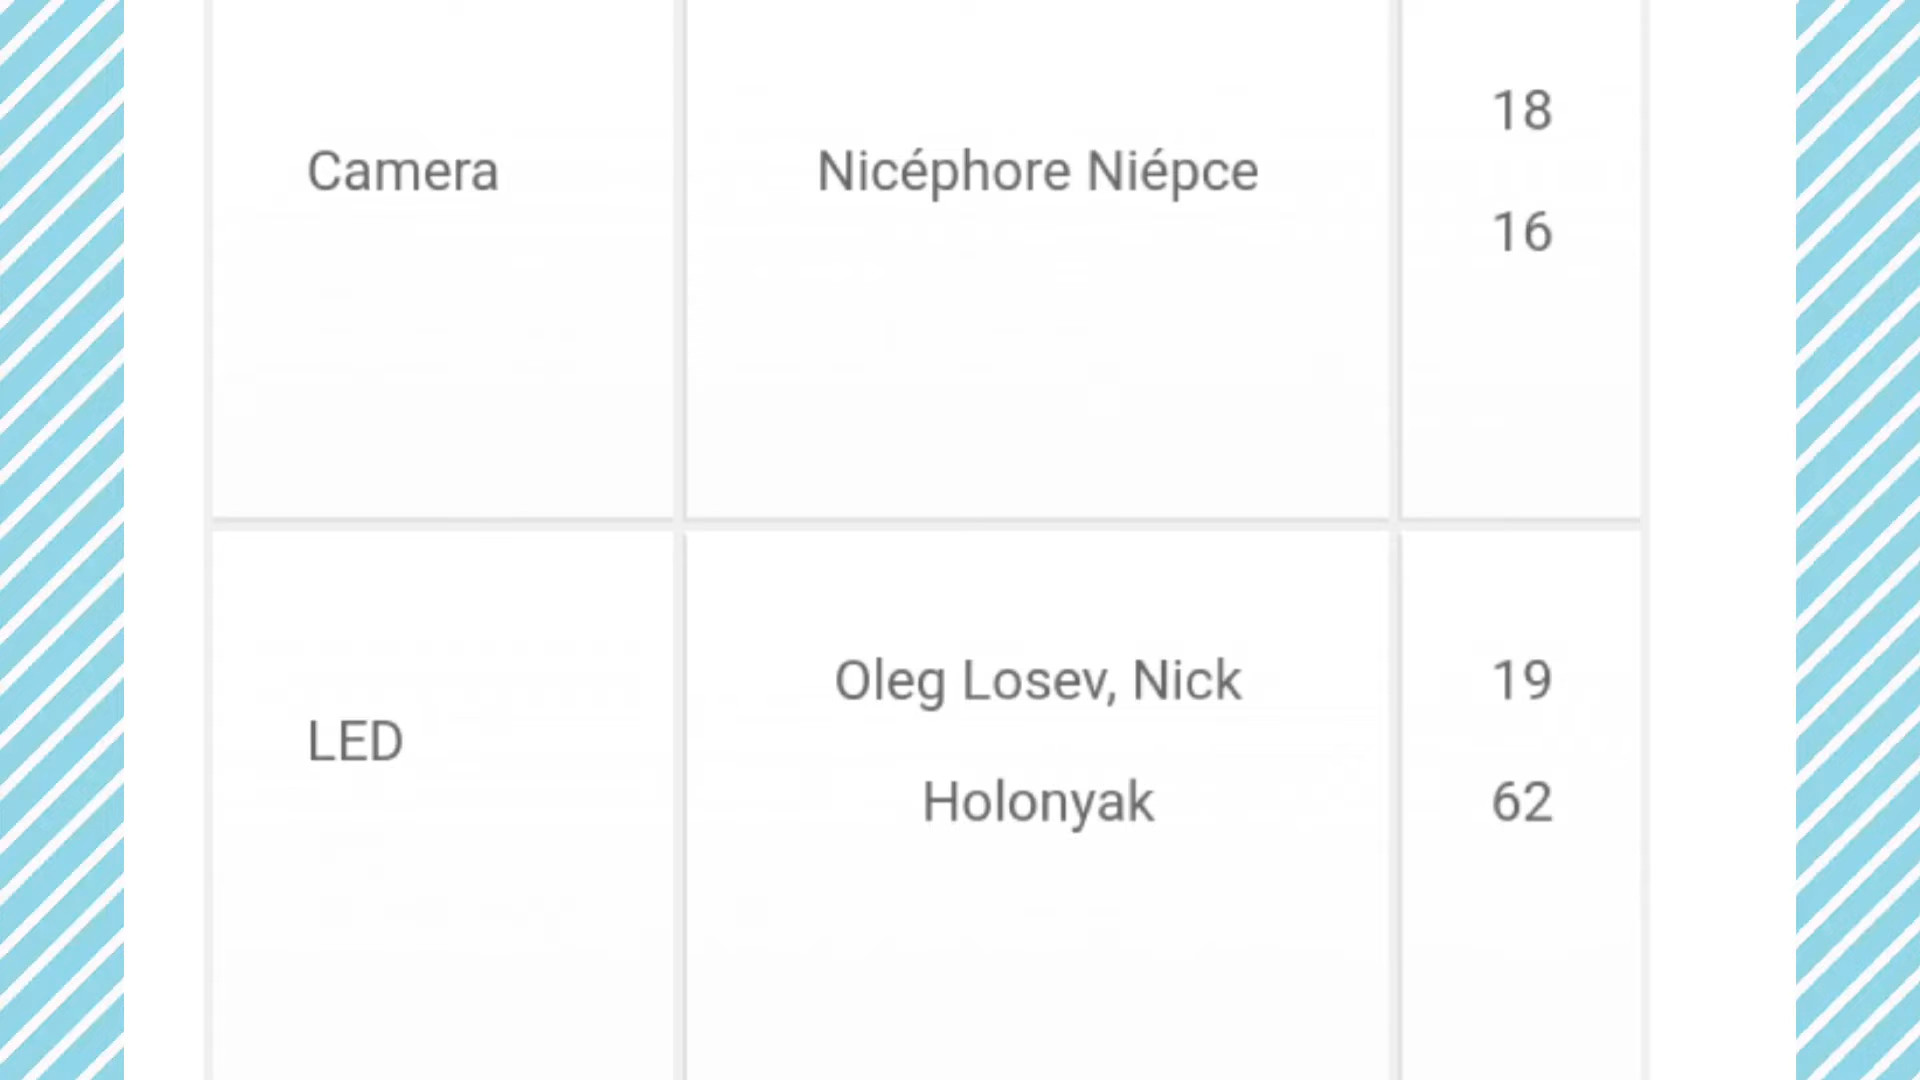 Camera
Nicéphore Niépce
18
16
LED
Oleg Losev, Nick
Holonyak
19
62